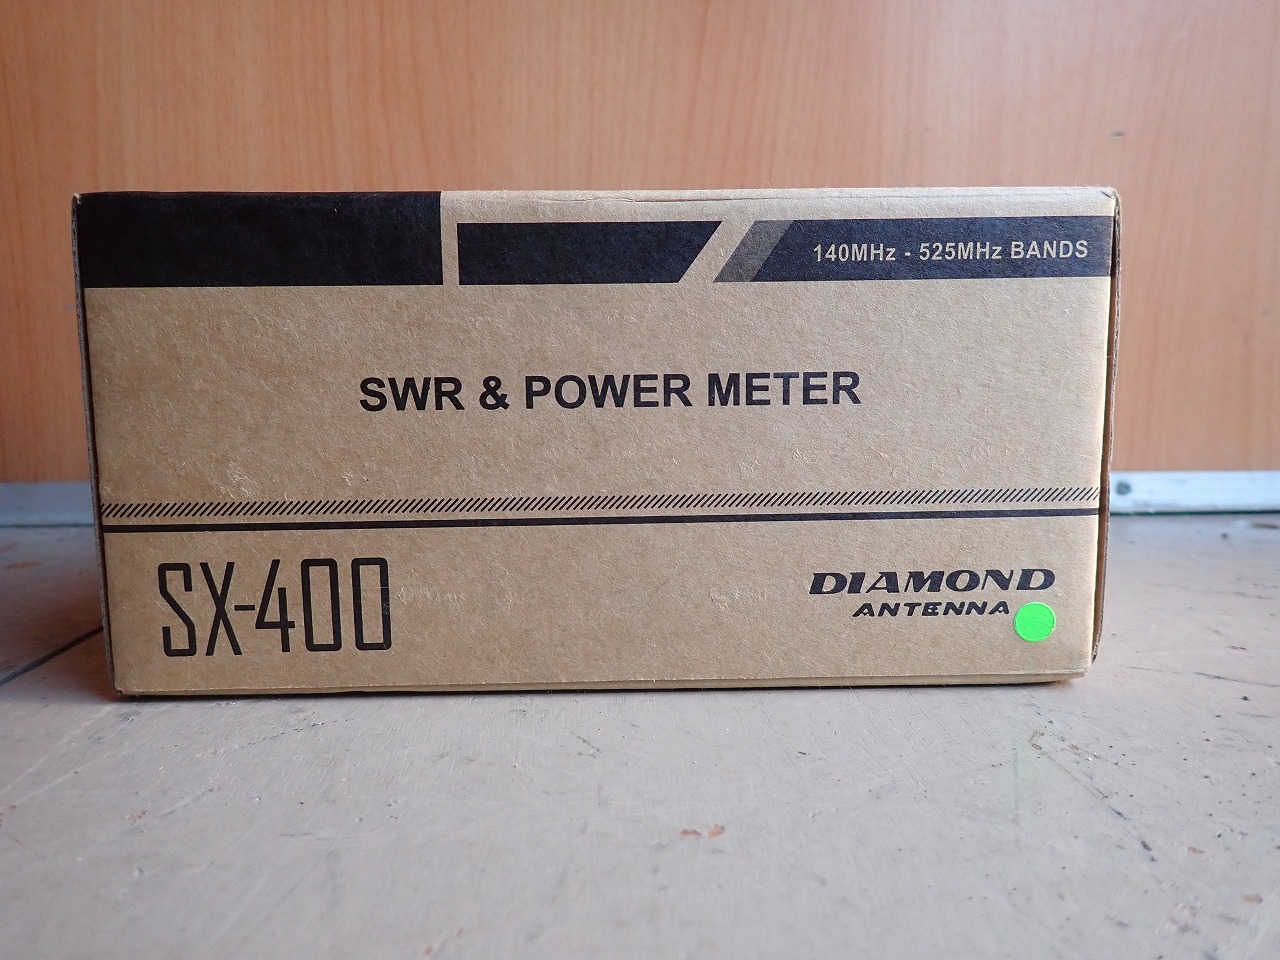 140MHz - 525MHz BANDS
SWR & POWER METER
SX-400
DIAMOND
ANTENNA